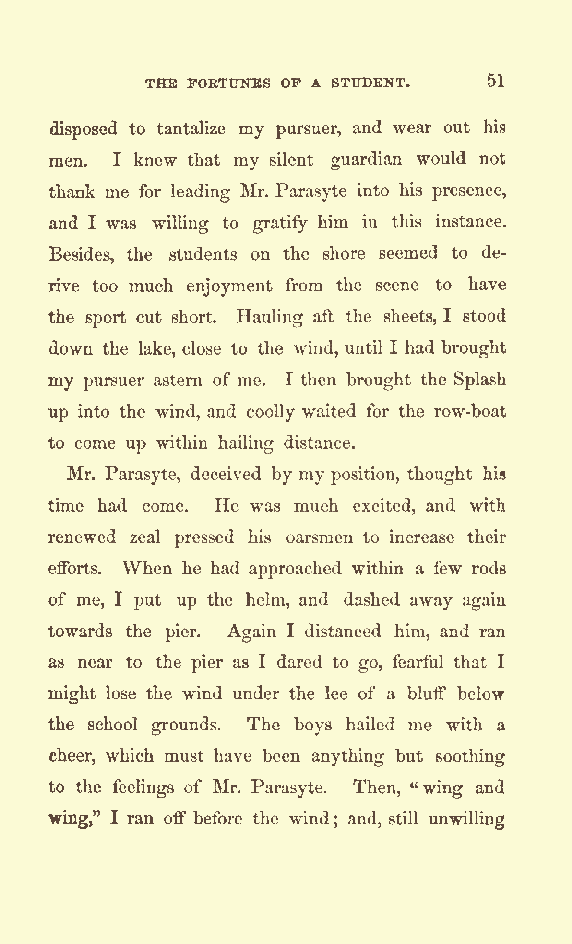 THE FORTUNES OF A STUDENT. 51
disposed to tantalize my pursuer, and wear out his
men. I knew that my silent guardian would not
thank me for leading Mr. Parasyte into his presence,
and I was willing to gratify him in this instance.
Besides, the students on the shore seemed to de-
rive too much enjoyment from the scene to have
the sport cut short. Hauling aft the sheets, I stood
down the lake, close to the wind, until I had brought
my pursuer astern of me. I then brought the Splash
up into the wind, and coolly waited for the row-boat
to come up within hailing distance.
Mr. Parasyte, deceived by my position, thought his
time had come. He was much excited, and with
renewed zeal pressed his oarsmen to increase their
efforts. When he had approached within a few rods
of me, I put up the helm, and dashed away again
towards the pier. Again I distanced him, and ran
as near to the pier as I dared to go, fearful that I
might lose the wind under the lee of a bluff below
the school grounds. The boys hailed me with a
cheer, which must have been anything but soothing
to the feelings of Mr. Parasyte. Then, "wing and
wing," I ran off before the wind; and, still unwilling